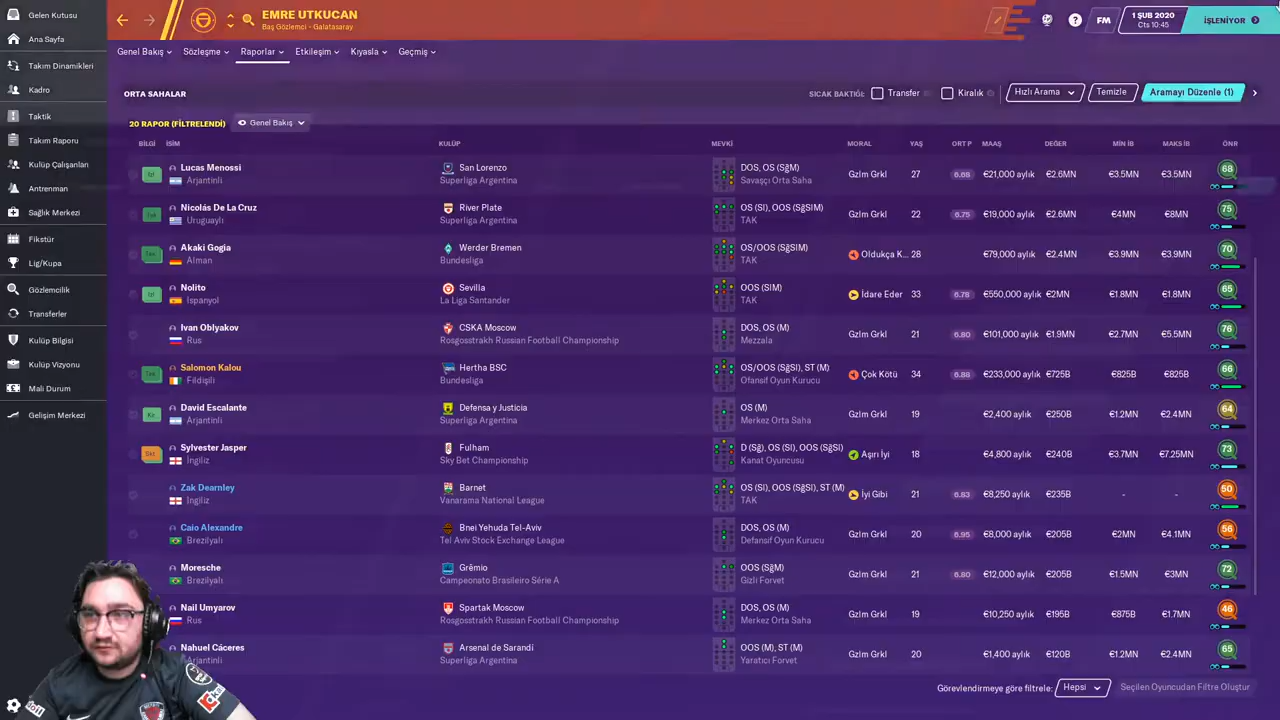 Gelen Kutusu
EMRE UTKUCAN
Baş Gözlemci - Galatasaray
?
FM
1 ŞUB 2020
Cts 10:45
İŞLENİYOR
Ana Sayfa
Takım Dinamikleri
Kadro
Taktik
Takım Raporu
Kulüp Çalışanları
Antrenman
Sağlık Merkezi
Fikstür
Lig/Kupa
Gözlemcilik
Transferler
Kulüp Bilgisi
Kulüp Vizyonu
Mali Durum
Gelişim Merkezi
Genel Bakış Sözleşme Raporlar Etkileşim Kıyasla Geçmiş
ORTA SAHALAR
SICAK BAKTIĞI: Transfer Kiralık Hızlı Arama Temizle Aramayı Düzenle (1)
20 RAPOR (FİLTRELENDİ) Genel Bakış
BİLGİ İSİM KULÜP MEVKİ MORAL YAŞ ORT P MAAŞ DEĞER MİN İB MAKS İB ÖNR
Lucas Menossi San Lorenzo DOS, OS (SğM) Gzlm Grkl 27 6.69 €21,000 aylık €2.6MN €3.5MN €3.5MN 68
Arjantinli Superliga Argentina Savaşçı Orta Saha
Nicolás De La Cruz River Plate OS (Sl), OOS (SğSlM) Gzlm Grkl 22 6.75 €19,000 aylık €2.6MN €4MN €8MN 75
Uruguaylı Superliga Argentina TAK
Akaki Gogia Werder Bremen OS/OOS (SğSlM) Oldukça K... 28 €79,000 aylık €2.4MN €3.9MN €3.9MN 70
Alman Bundesliga TAK
Nolito Sevilla OOS (SlM) İdare Eder 33 6.78 €550,000 aylık €2MN €1.8MN €1.8MN 65
İspanyol La Liga Santander TAK
Ivan Oblyakov CSKA Moscow DOS, OS (M) Gzlm Grkl 21 6.80 €101,000 aylık €1.9MN €2.7MN €5.5MN 76
Rus Rosgosstrakh Russian Football Championship Mezzala
Salomon Kalou Hertha BSC OS/OOS (SğSl), ST (M) Çok Kötü 34 6.88 €233,000 aylık €725B €825B €825B 66
Fildişili Bundesliga Ofansif Oyun Kurucu
David Escalante Defensa y Justicia OS (M) Gzlm Grkl 19 €2,400 aylık €250B €1.2MN €2.4MN 64
Arjantinli Superliga Argentina Merkez Orta Saha
Sylvester Jasper Fulham D (Sğ), OS (Sl), OOS (SğSl) Aşırı İyi 18 €4,800 aylık €240B €3.7MN €7.25MN 73
İngiliz Sky Bet Championship Kanat Oyuncusu
Zak Dearnley Barnet OS (Sl), OOS (SğSl), ST (M) İyi Gibi 21 6.83 €8,250 aylık €235B - - 50
İngiliz Vanarama National League TAK
Caio Alexandre Bnei Yehuda Tel-Aviv DOS, OS (M) Gzlm Grkl 20 6.95 €8,000 aylık €205B €2MN €4.1MN 56
Brezilyalı Tel Aviv Stock Exchange League Defansif Oyun Kurucu
Moresche Grêmio OOS (SğM) Gzlm Grkl 21 6.80 €12,000 aylık €205B €1.5MN €3MN 72
Brezilyalı Campeonato Brasileiro Série A Gizli Forvet
Nail Umyarov Spartak Moscow DOS, OS (M) Gzlm Grkl 19 €10,250 aylık €195B €875B €1.7MN 46
Rus Rosgosstrakh Russian Football Championship Merkez Orta Saha
Nahuel Cáceres Arsenal de Sarandi OOS (M), ST (M) Gzlm Grkl 20 €1,400 aylık €120B €1.2MN €2.4MN 65
Arjantinli Superliga Argentina Yaratıcı Forvet
Görevlendirmeye göre filtrele: Hepsi Seçilen Oyuncudan Filtre Oluştur